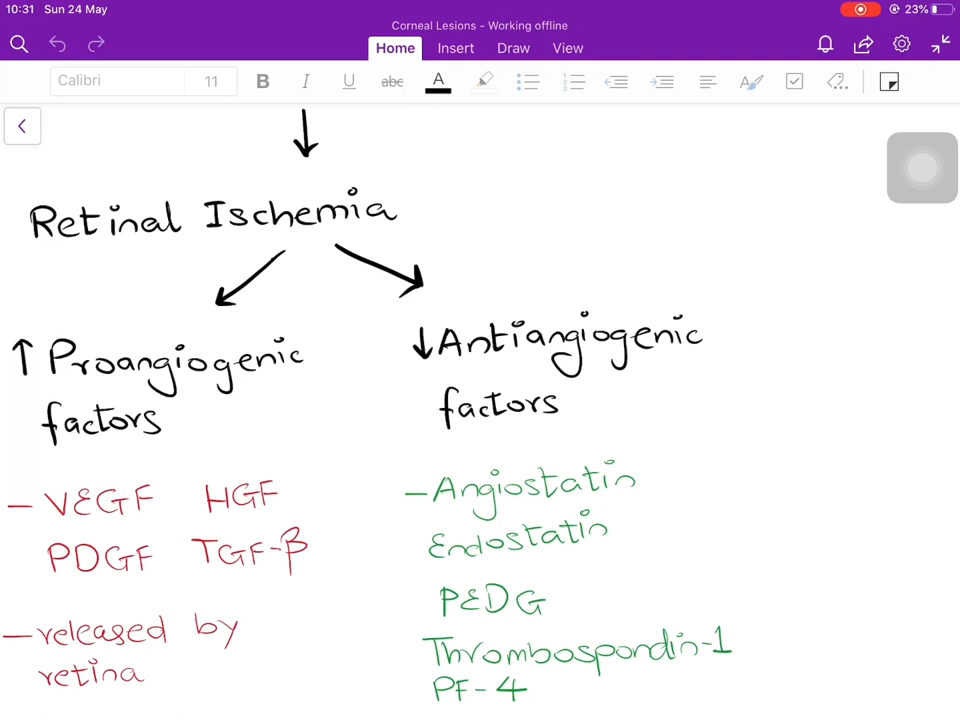 10:31 Sun 24 May
23%
Corneal Lesions - Working offline
Home Insert Draw View
Calibri 11 B I U abc A
Retinal Ischemia
↑ Proangiogenic
factors
- VEGF HGF
PDGF TGF-β
- released by
retina
↓ Antiangiogenic
factors
- Angiostatin
Endostatin
PEDG
Thrombospondin-1
PF-4